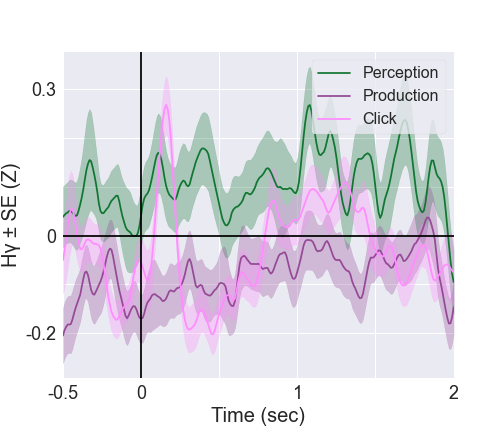 Perception
Production
Click
0.3
0
-0.2
Hγ ± SE (Z)
-0.5 0 1 2
Time (sec)